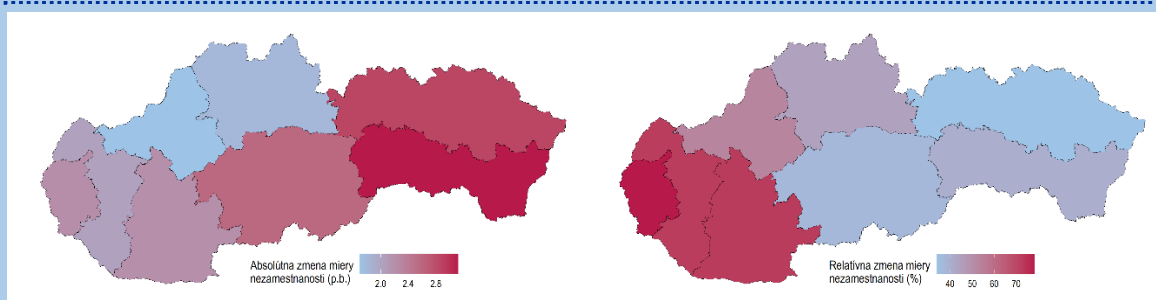 Absolútna zmena miery
nezamestnanosti (p.b.)
2.0 2.4 2.8
Relatívna zmena miery
nezamestnanosti (%)
40 50 60 70